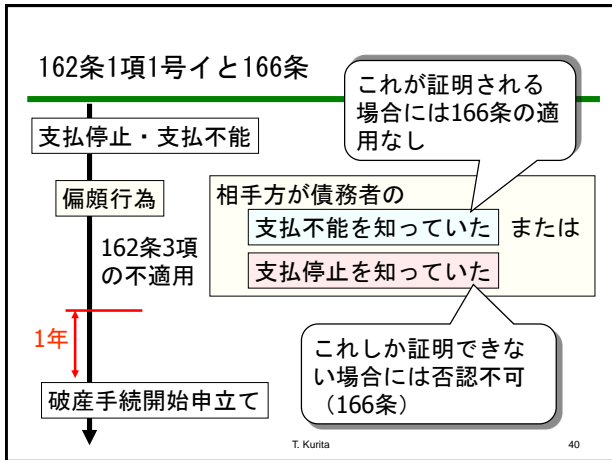 162条1項1号イと166条
これが証明される
場合には166条の適
用なし
支払停止・支払不能
偏頗行為
相手方が債務者の
支払不能を知っていた または
162条3項
の不適用
支払停止を知っていた
1年
これしか証明できな
い場合には否認不可
（166条）
破産手続開始申立て
T. Kurita
40